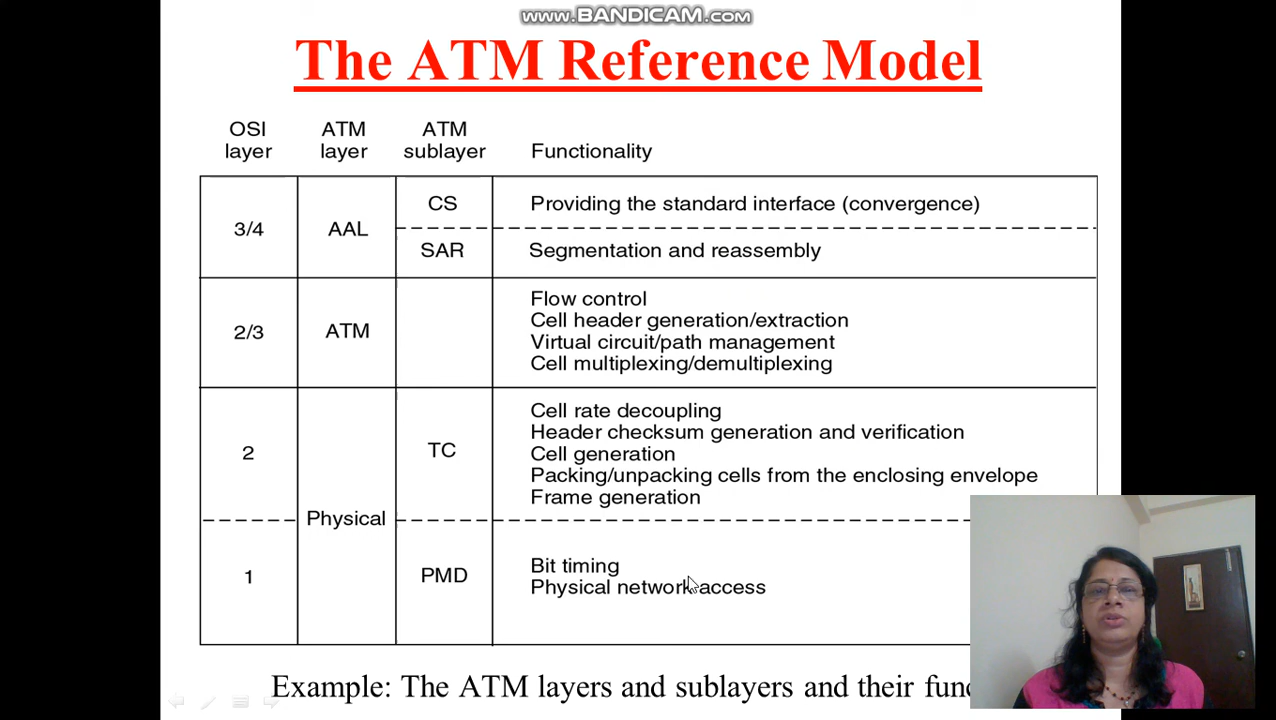 WWW.BANDICAM.COM
The ATM Reference Model
OSI layer
ATM layer
ATM sublayer
Functionality
3/4
AAL
CS
Providing the standard interface (convergence)
SAR
Segmentation and reassembly
2/3
ATM
Flow control
Cell header generation/extraction
Virtual circuit/path management
Cell multiplexing/demultiplexing
2
Physical
TC
Cell rate decoupling
Header checksum generation and verification
Cell generation
Packing/unpacking cells from the enclosing envelope
Frame generation
1
PMD
Bit timing
Physical network access
Example: The ATM layers and sublayers and their